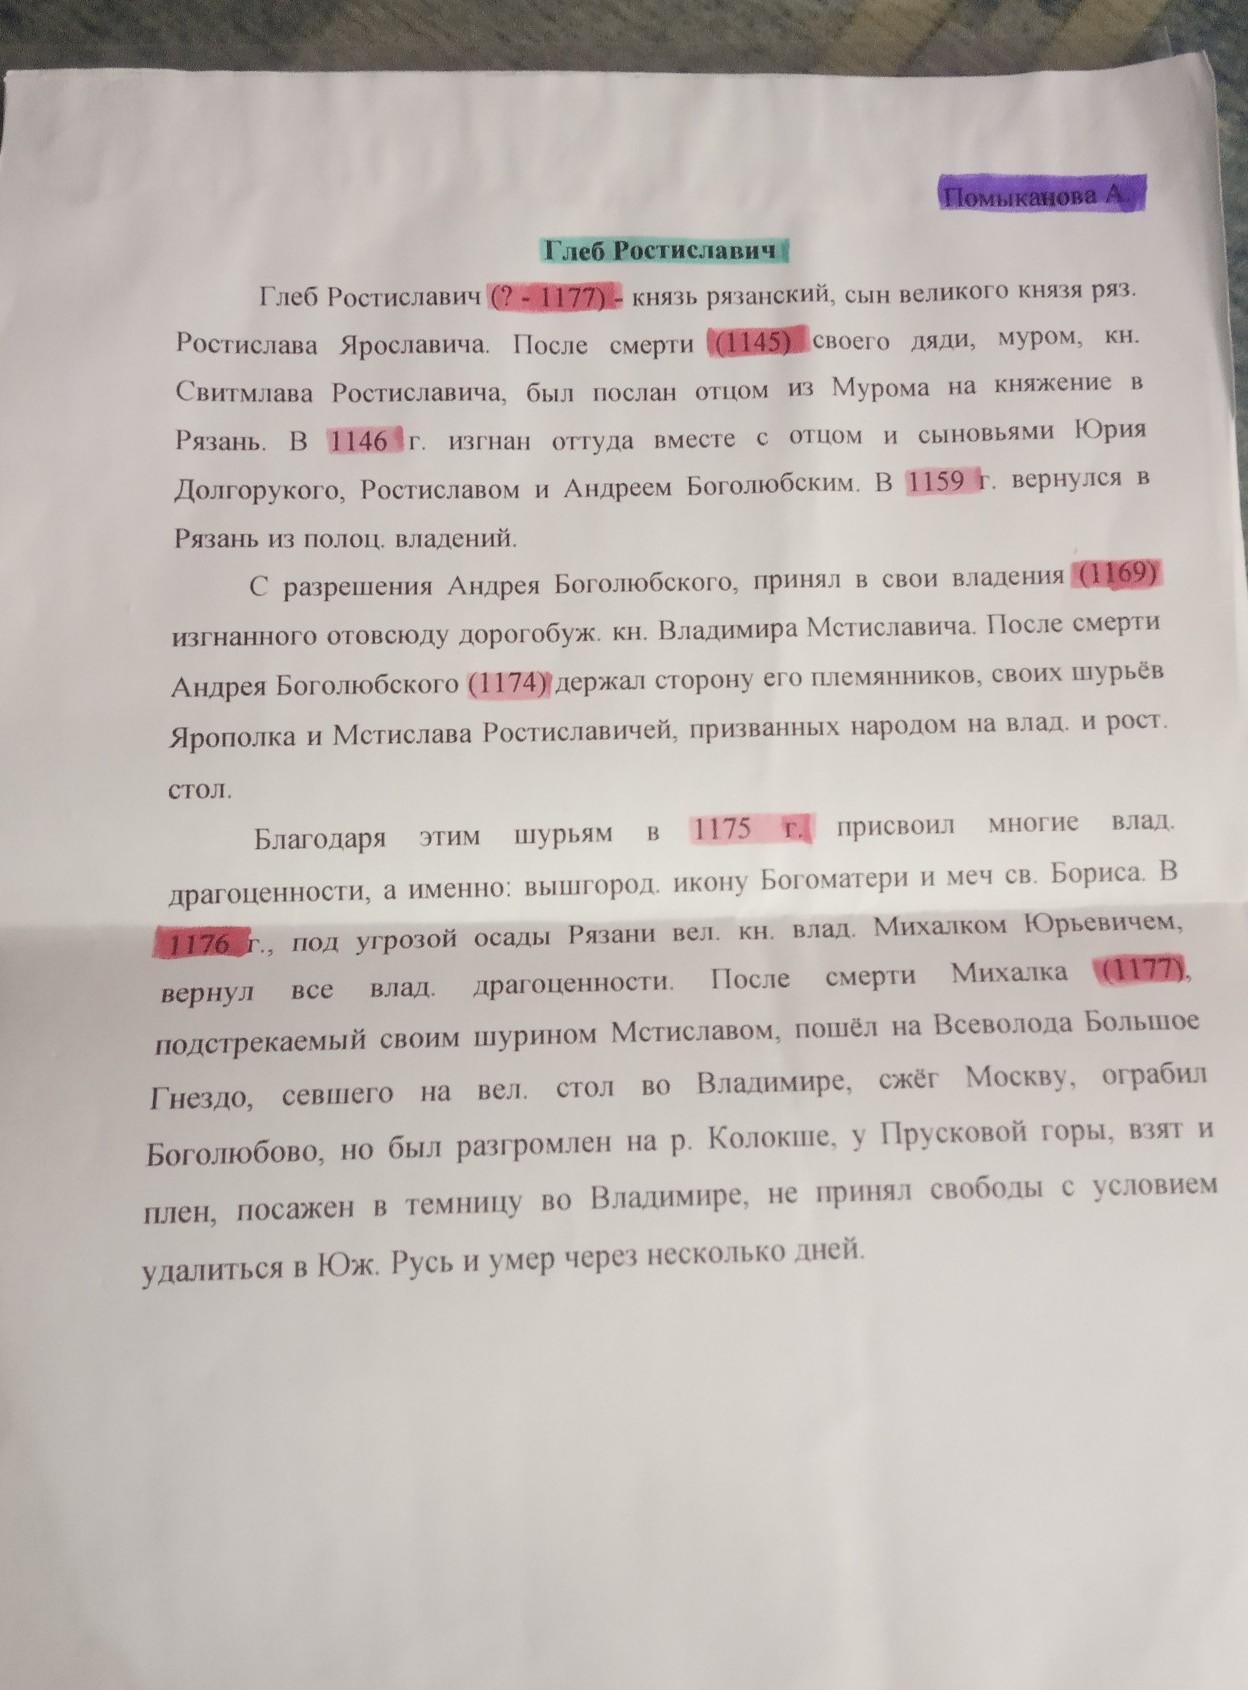 Помыканова А.
Глеб Ростиславич
Глеб Ростиславич (? - 1177) - князь рязанский, сын великого князя ряз.
Ростислава Ярославича. После смерти (1145) своего дяди, муром, кн.
Свитмлава Ростиславича, был послан отцом из Мурома на княжение в
Рязань. В 1146 г. изгнан оттуда вместе с отцом и сыновьями Юрия
Долгорукого, Ростиславом и Андреем Боголюбским. В 1159 г. вернулся в
Рязань из полоц. владений.
С разрешения Андрея Боголюбского, принял в свои владения (1169)
изгнанного отовсюду дорогобуж. кн. Владимира Мстиславича. После смерти
Андрея Боголюбского (1174) держал сторону его племянников, своих шурьёв
Ярополка и Мстислава Ростиславичей, призванных народом на влад. и рост.
стол.
Благодаря этим шурьям в 1175 г. присвоил многие влад.
драгоценности, а именно: вышгород. икону Богоматери и меч св. Бориса. В
1176 г., под угрозой осады Рязани вел. кн. влад. Михалком Юрьевичем,
вернул все влад. драгоценности. После смерти Михалка (1177),
подстрекаемый своим шурином Мстиславом, пошёл на Всеволода Большое
Гнездо, севшего на вел. стол во Владимире, сжёг Москву, ограбил
Боголюбово, но был разгромлен на р. Колокше, у Прусковой горы, взят и
плен, посажен в темницу во Владимире, не принял свободы с условием
удалиться в Юж. Русь и умер через несколько дней.